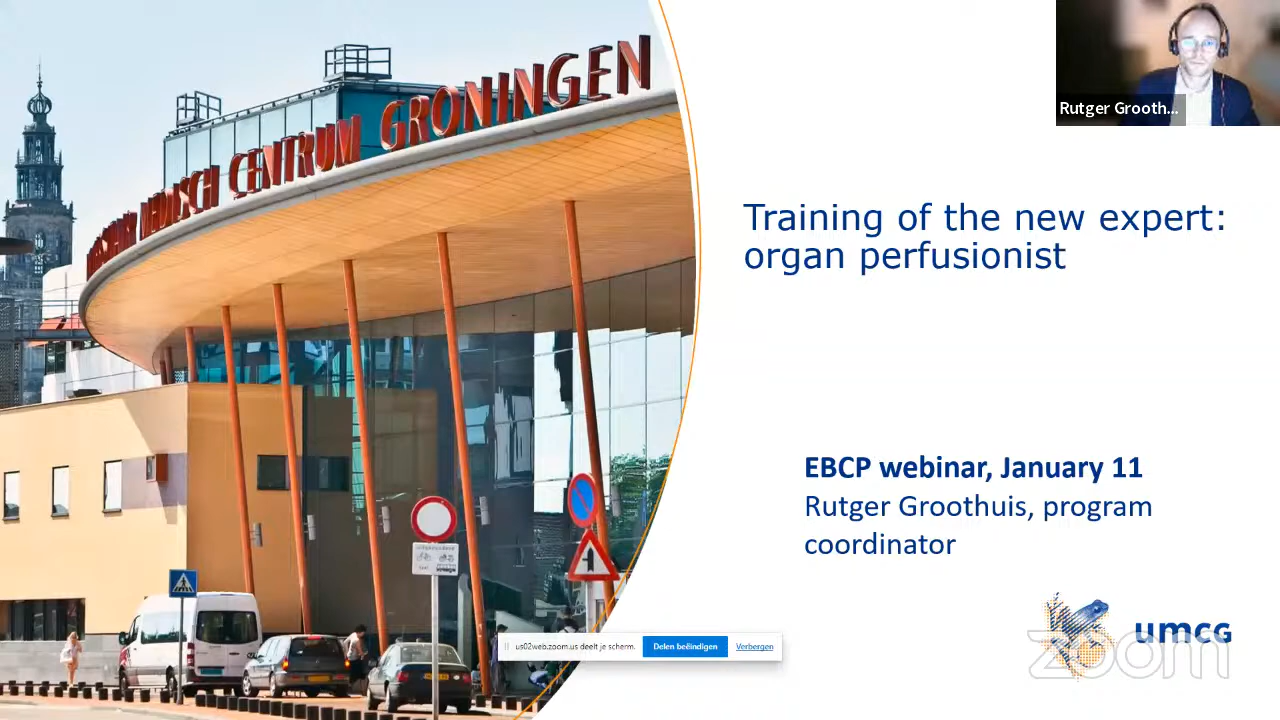 MEDISCH CENTRUM GRONINGEN
Rutger Grooth...
Training of the new expert:
organ perfusionist
EBCP webinar, January 11
Rutger Groothuis, program
coordinator
us02web.zoom.us deelt je scherm.
Delen beëindigen
Verbergen
umcg
zoom